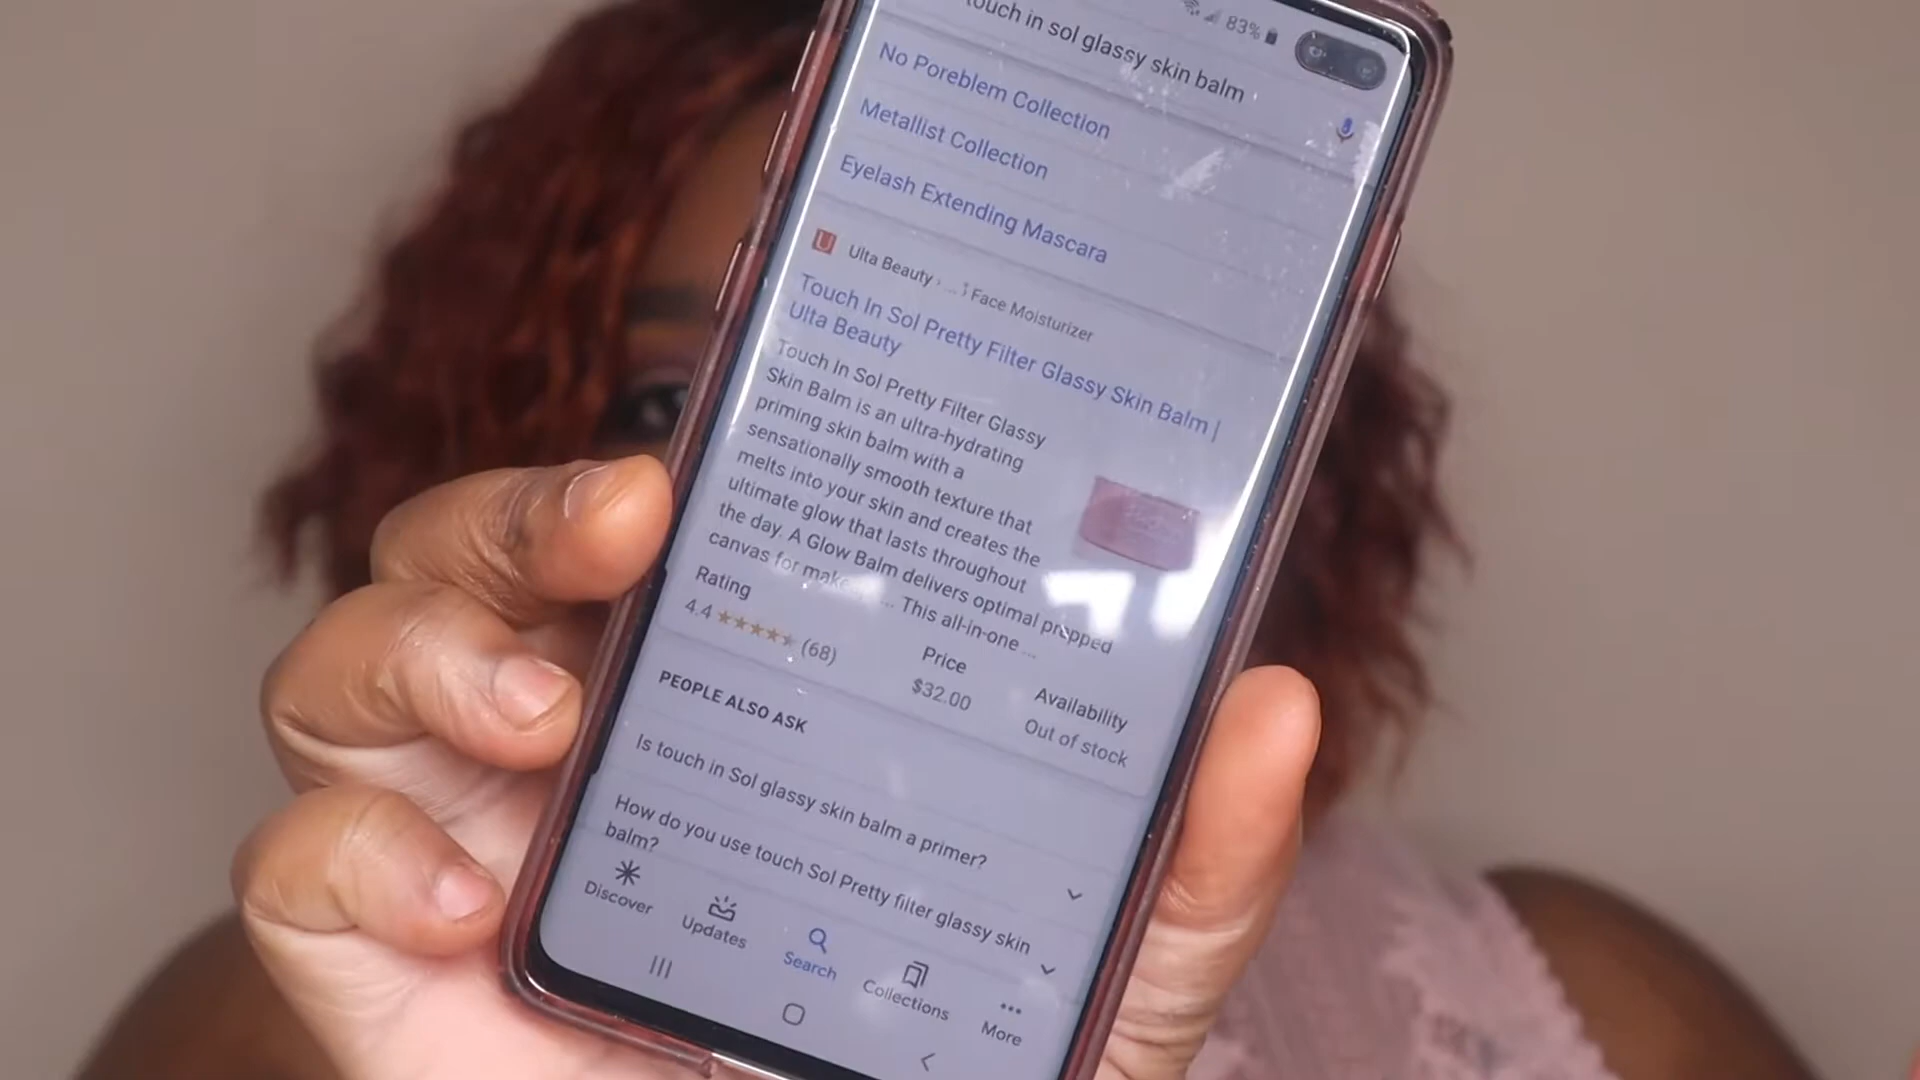 83%
touch in sol glassy skin balm
No Poreblem Collection
Metallist Collection
Eyelash Extending Mascara
U
Ulta Beauty › ... › Face Moisturizer
Touch In Sol Pretty Filter Glassy Skin Balm |
Ulta Beauty
Touch In Sol Pretty Filter Glassy
Skin Balm is an ultra-hydrating
priming skin balm with a
sensationally smooth texture that
melts into your skin and creates the
ultimate glow that lasts throughout
the day. A Glow Balm delivers optimal prepped
canvas for make ... This all-in-one ...
Rating
4.4 ★★★★★ (68)
Price
$32.00
Availability
Out of stock
PEOPLE ALSO ASK
Is touch in Sol glassy skin balm a primer?
How do you use touch Sol Pretty filter glassy skin
balm?
Discover
Updates
Search
Collections
More